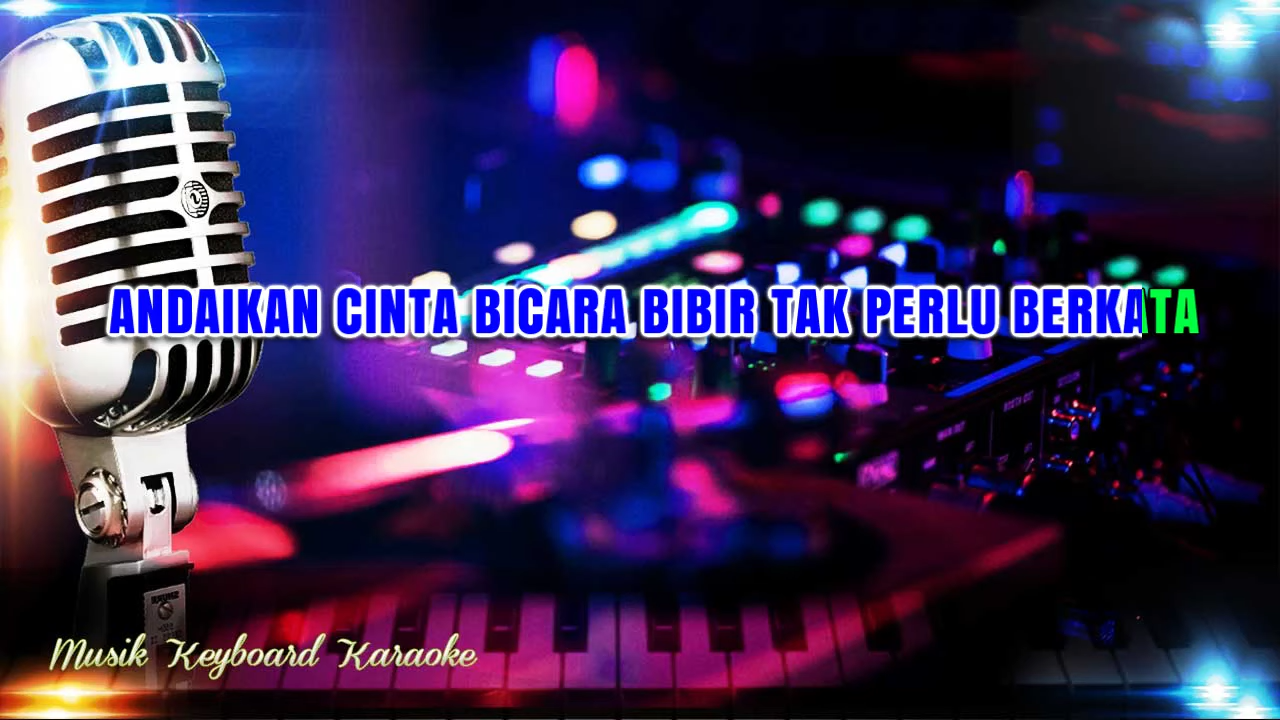 ANDAIKAN CINTA BICARA BIBIR TAK PERLU BERKATA
Musik Keyboard Karaoke